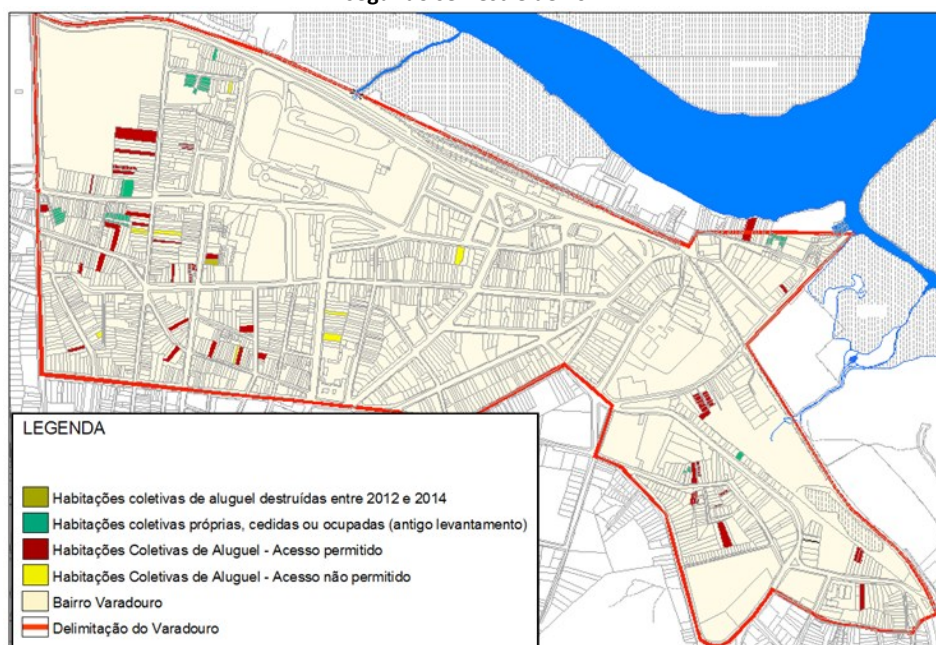 LEGENDA
Habitações coletivas de aluguel destruídas entre 2012 e 2014
Habitações coletivas próprias, cedidas ou ocupadas (antigo levantamento)
Habitações Coletivas de Aluguel - Acesso permitido
Habitações Coletivas de Aluguel - Acesso não permitido
Bairro Varadouro
Delimitação do Varadouro